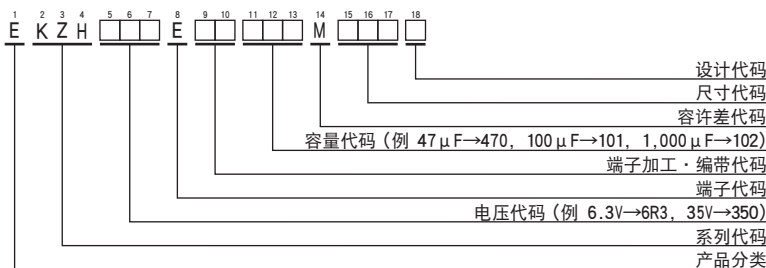 1 2 3 4 5 6 7 8 9 10 11 12 13 14 15 16 17 18
E K Z H □□□ E □□ □□□ M □□□ □
设计代码
尺寸代码
容许差代码
容量代码 (例 47μF→470, 100μF→101, 1,000μF→102)
端子加工・编带代码
端子代码
电压代码 (例 6.3V→6R3, 35V→350)
系列代码
产品分类